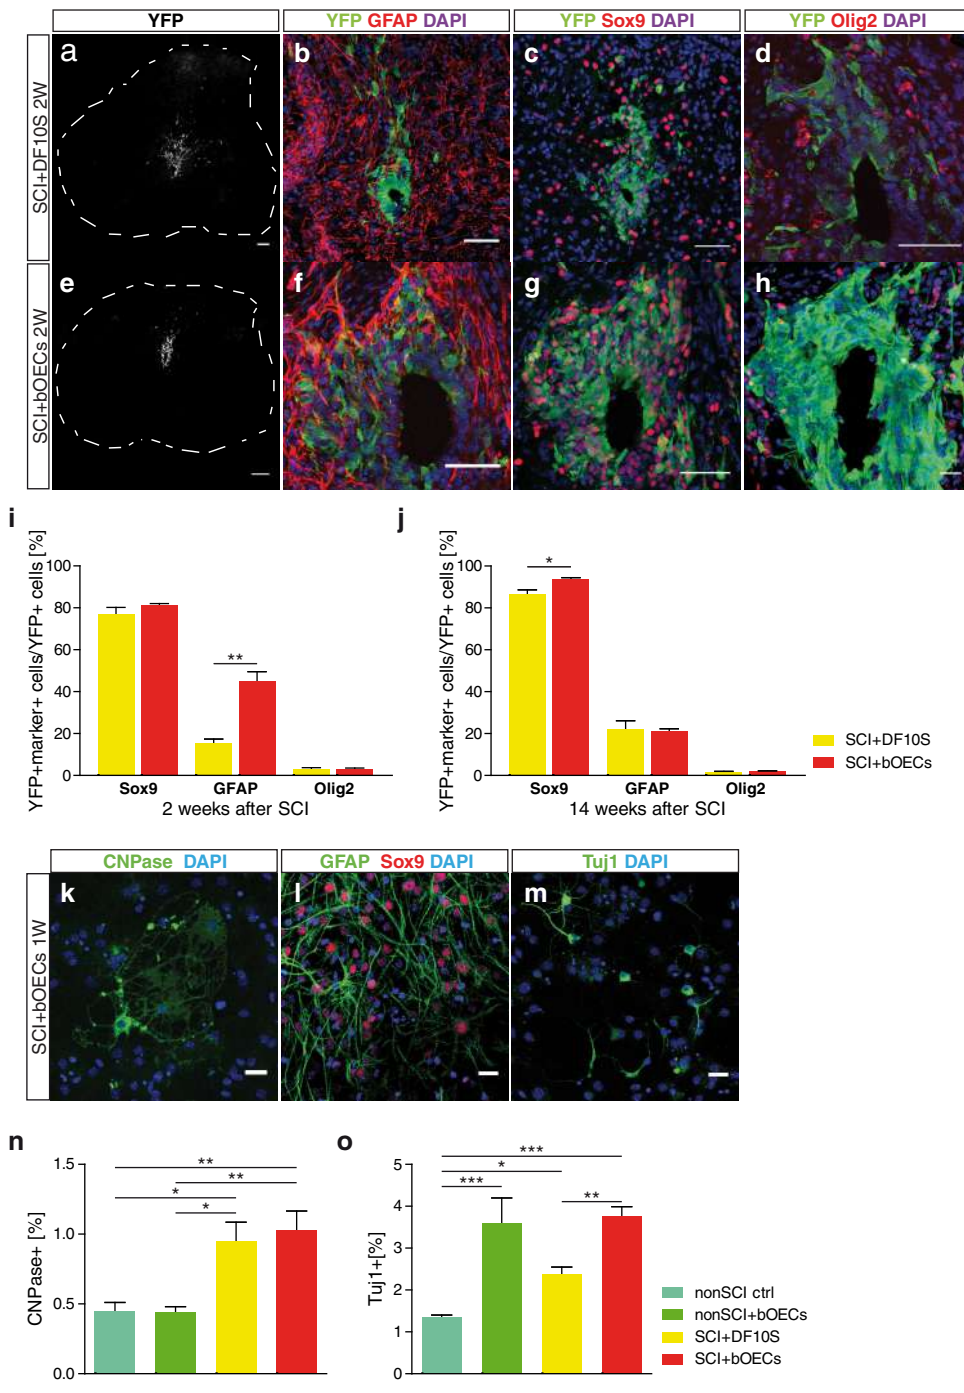 YFP
YFP GFAP DAPI
YFP Sox9 DAPI
YFP Olig2 DAPI
SCI+DF10S 2W
a
b
c
d
SCI+bOECs 2W
e
f
g
h
i
YFP+marker+ cells/YFP+ cells [%]
100
80
60
40
20
0
**
Sox9
GFAP
Olig2
2 weeks after SCI
j
YFP+marker+ cells/YFP+ cells [%]
100
80
60
40
20
0
*
Sox9
GFAP
Olig2
14 weeks after SCI
SCI+DF10S
SCI+bOECs
CNPase DAPI
GFAP Sox9 DAPI
Tuj1 DAPI
SCI+bOECs 1W
k
l
m
n
CNPase+ [%]
1.5
1.0
0.5
0.0
**
**
*
*
o
Tuj1+[%]
5
4
3
2
1
0
***
*
***
**
nonSCI ctrl
nonSCI+bOECs
SCI+DF10S
SCI+bOECs